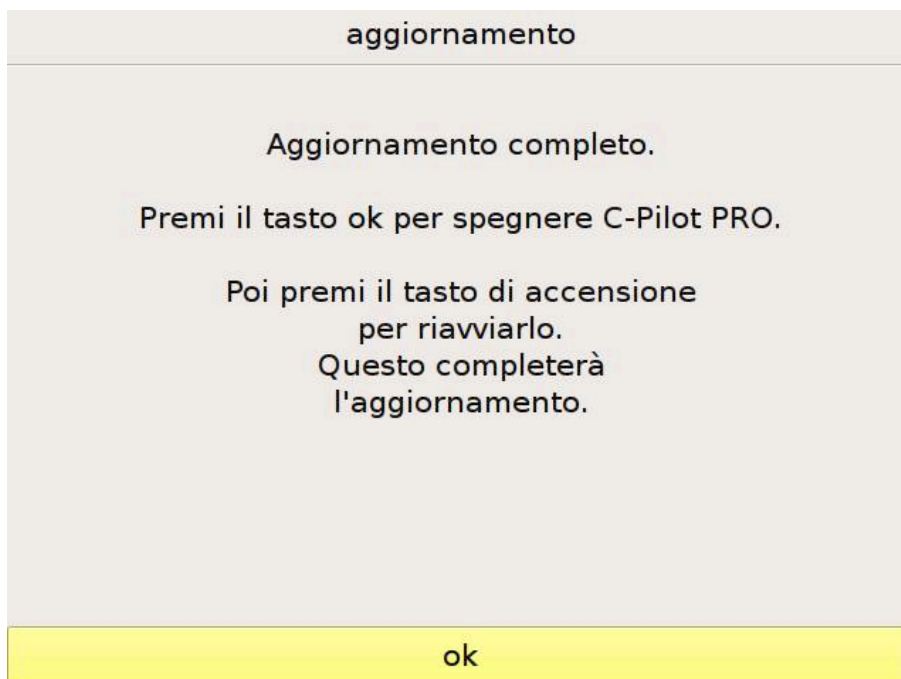 aggiornamento
Aggiornamento completo.
Premi il tasto ok per spegnere C-Pilot PRO.
Poi premi il tasto di accensione
per riavviarlo.
Questo completerà
l'aggiornamento.
ok